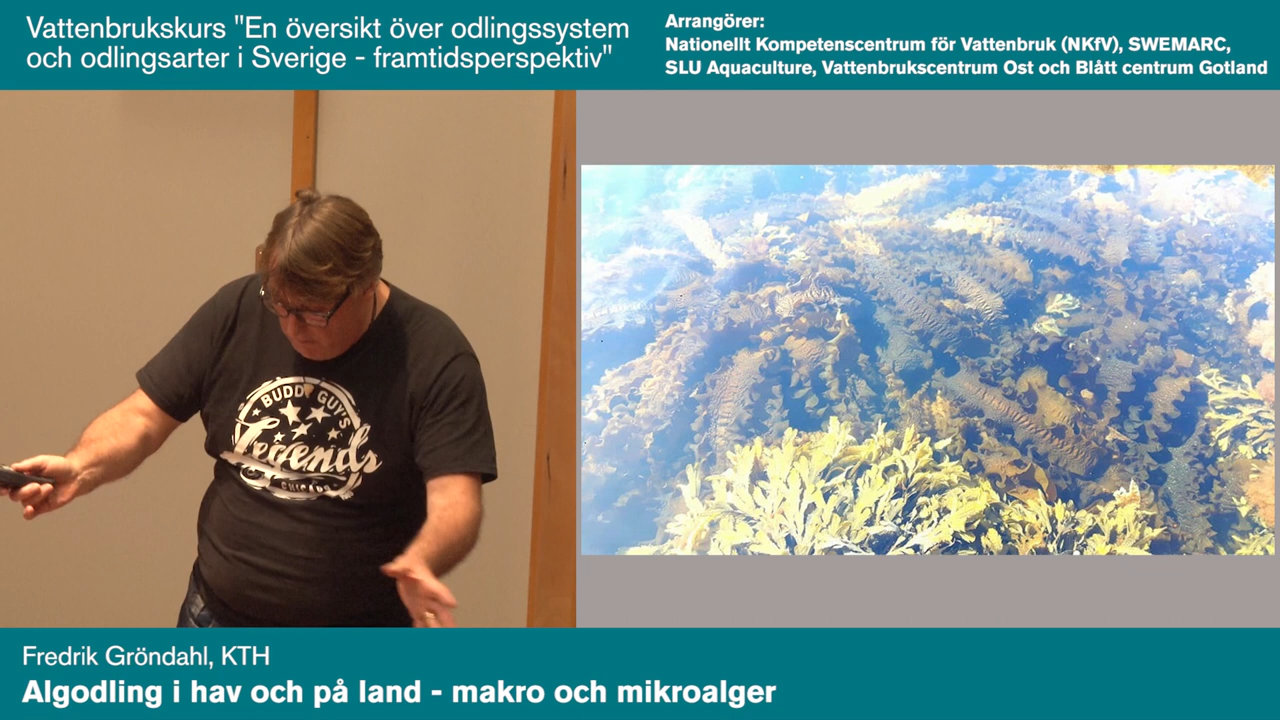 Vattenbrukskurs "En översikt över odlingssystem
och odlingsarter i Sverige - framtidsperspektiv"
Arrangörer:
Nationellt Kompetenscentrum för Vattenbruk (NKfV), SWEMARC,
SLU Aquaculture, Vattenbrukscentrum Ost och Blått centrum Gotland
BUDDY GUY'S
Legends
CHICAGO
Fredrik Gröndahl, KTH
Algodling i hav och på land - makro och mikroalger